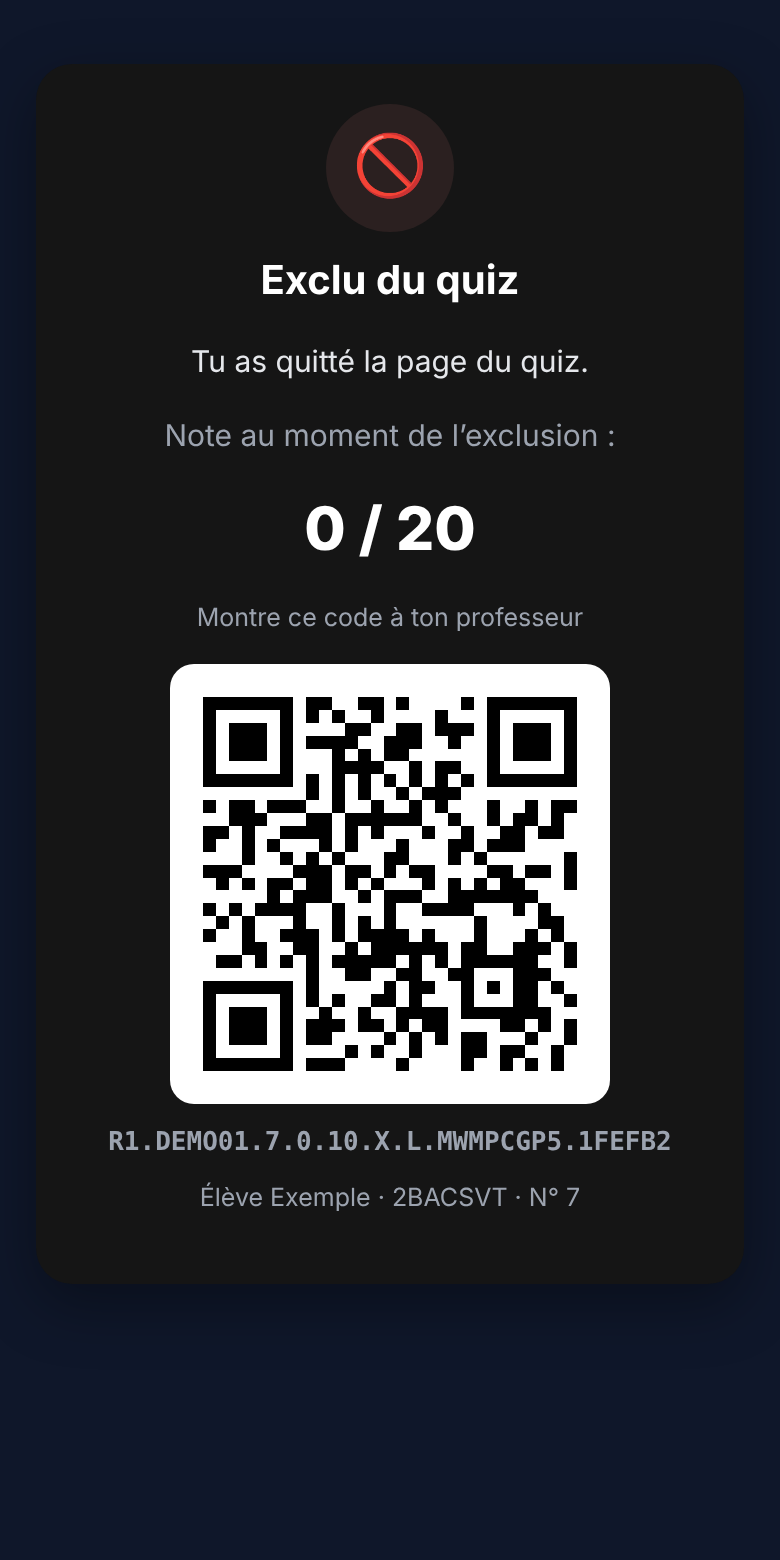 Exclu du quiz
Tu as quitté la page du quiz.
Note au moment de l’exclusion :
0 / 20
Montre ce code à ton professeur
R1.DEMO01.7.0.10.X.L.MWMPCGP5.1FEFB2
Élève Exemple · 2BACSVT · N° 7